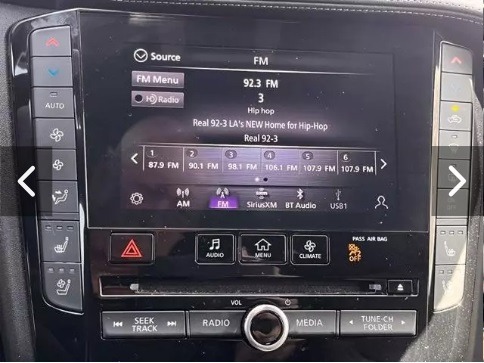 Source
FM
FM Menu
92.3 FM
HD Radio
3
Hip hop
Real 92-3 LA's NEW Home for Hip-Hop
Real 92-3
1 2 3 4 5 6
87.9 FM 90.1 FM 98.1 FM 106.1 FM 107.9 FM 107.9 FM
AM FM SiriusXM BT Audio USB1
AUTO
AUDIO MENU CLIMATE
PASS AIR BAG
OFF
VOL
SEEK
TRACK
RADIO MEDIA
TUNE·CH
FOLDER